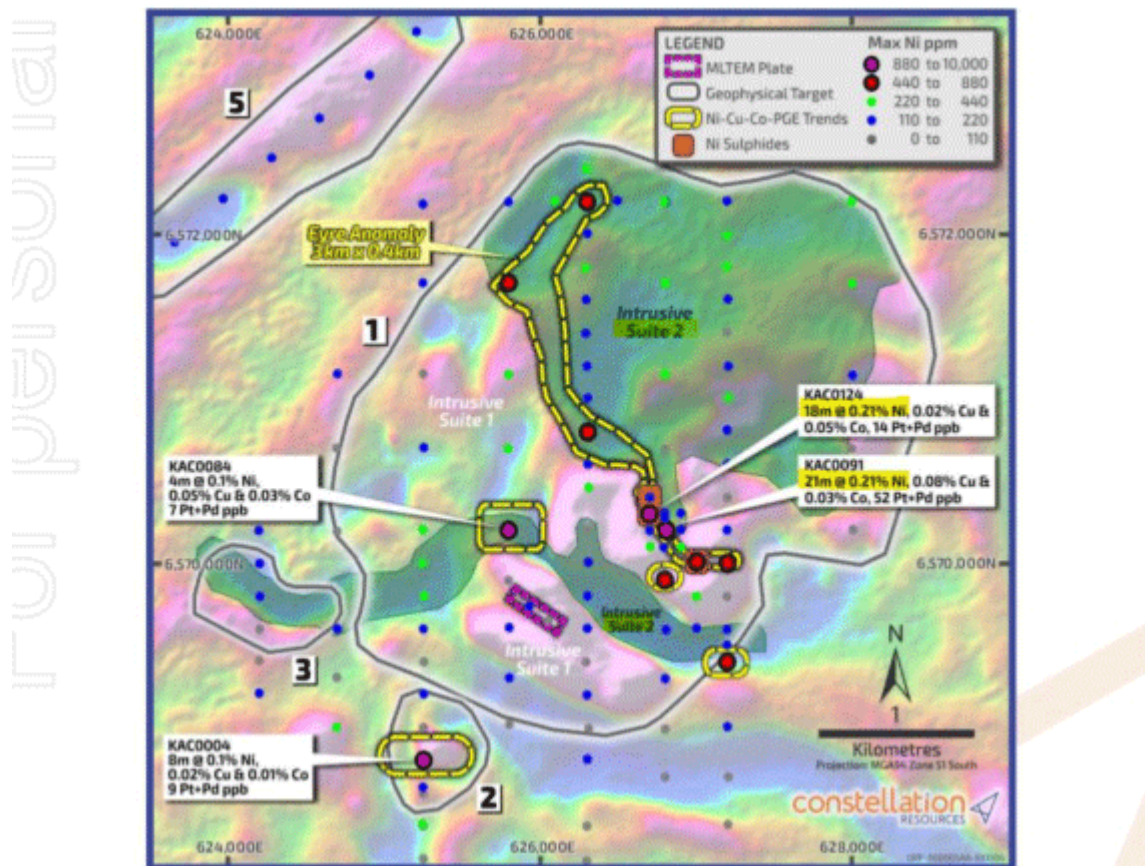 For personal
624,000E
626,000E
LEGEND
MLTEM Plate
Geophysical Target
Ni-Cu-Co-PGE Trends
Ni Sulphides
Max Ni ppm
880 to 10,000
440 to 880
220 to 440
110 to 220
0 to 110
5
6,572,000N
Eyre Anomaly
3km x 0.4km
6,572,000N
1
Intrusive
Suite 2
Intrusive
Suite 1
KAC0124
18m @ 0.21% Ni, 0.02% Cu &
0.05% Co, 14 Pt+Pd ppb
KAC0091
21m @ 0.21% Ni, 0.08% Cu &
0.03% Co, 52 Pt+Pd ppb
KAC0084
4m @ 0.1% Ni,
0.05% Cu & 0.03% Co
7 Pt+Pd ppb
6,570,000N
6,570,000N
Intrusive
Suite 2
Intrusive
Suite 1
3
N
1
Kilometres
Projection: MGA94 Zone 51 South
KAC0004
8m @ 0.1% Ni,
0.02% Cu & 0.01% Co
9 Pt+Pd ppb
2
constellation
RESOURCES
624,000E
626,000E
628,000E